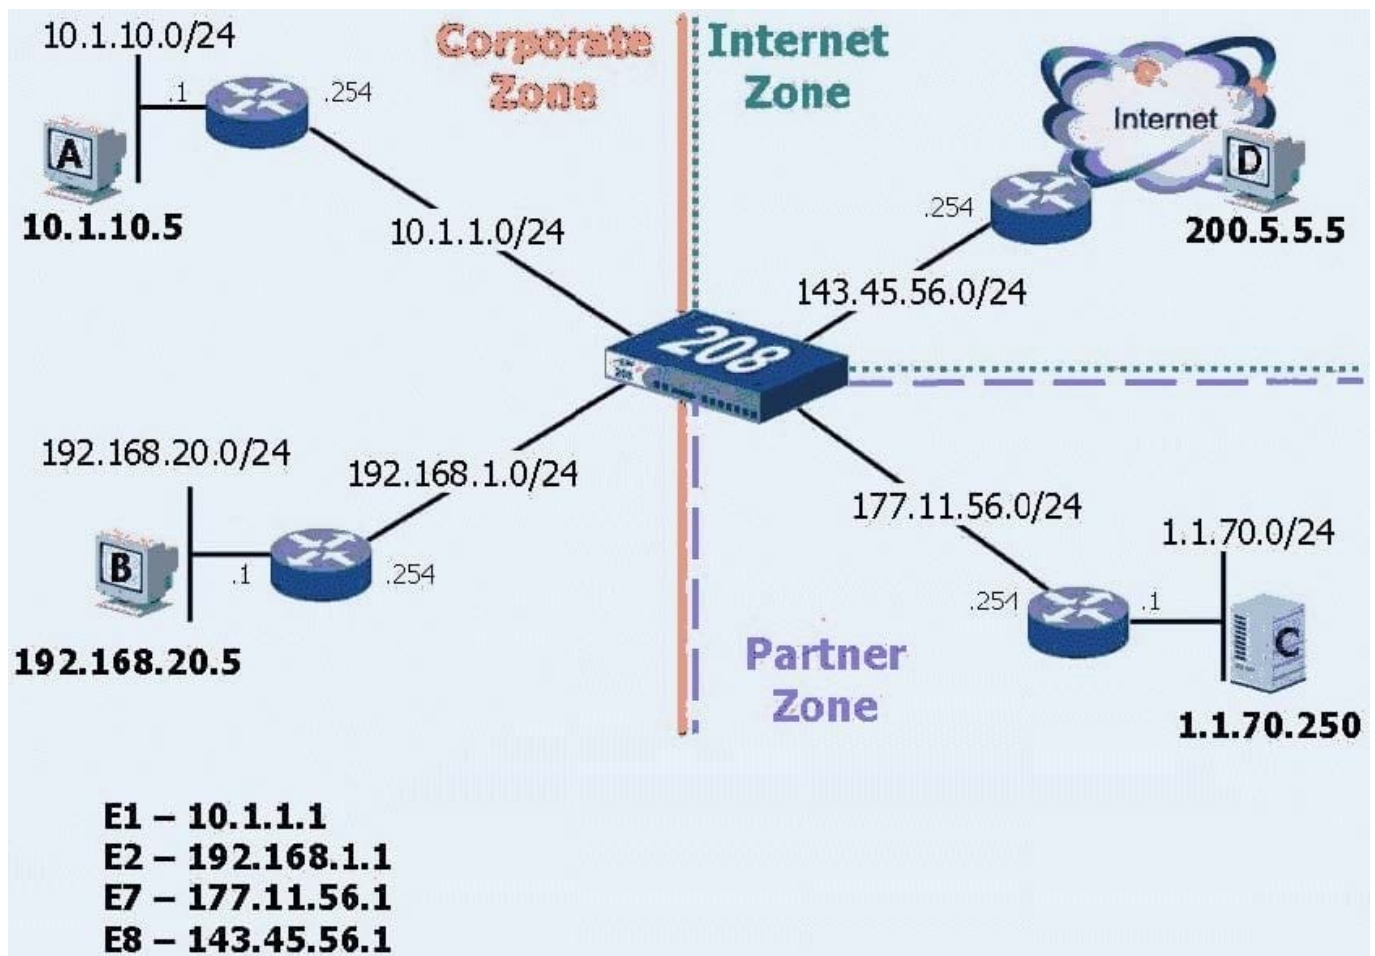 10.1.10.0/24
Corporate
Zone
Internet
Zone
.1
.254
Internet
A
D
10.1.10.5
.254
200.5.5.5
10.1.1.0/24
143.45.56.0/24
208
208
192.168.20.0/24
192.168.1.0/24
177.11.56.0/24
1.1.70.0/24
B
.1
.254
.254
.1
C
192.168.20.5
Partner
Zone
1.1.70.250
E1 – 10.1.1.1
E2 – 192.168.1.1
E7 – 177.11.56.1
E8 – 143.45.56.1